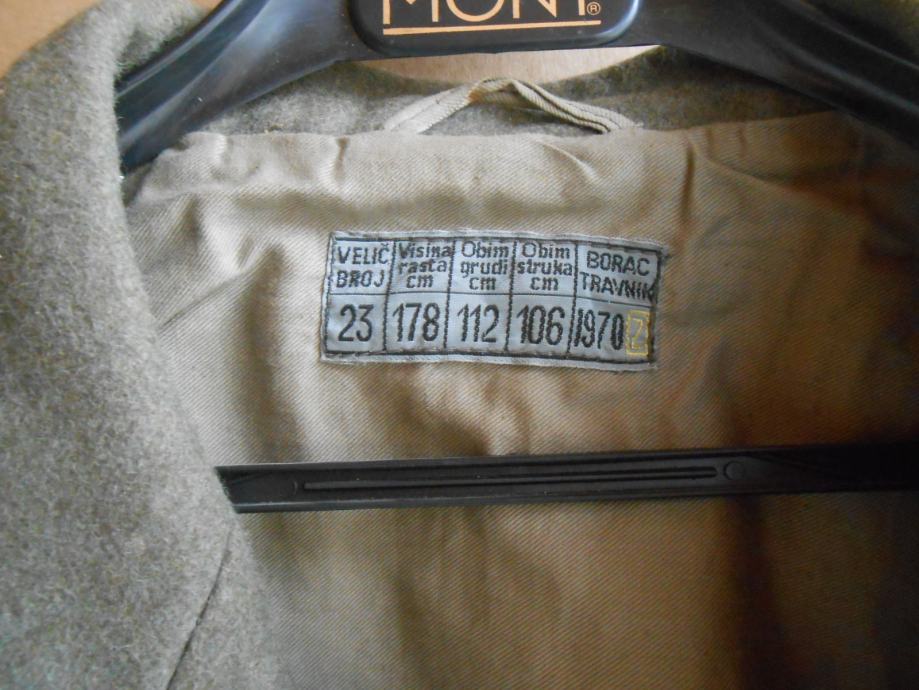 MONT®
VELIČ BROJ Visina rasta cm Obim grudi cm Obim struka cm BORAC TRAVNIK
23 178 112 106 1970 2